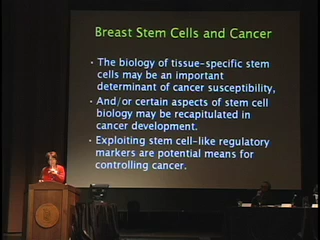 Breast Stem Cells and Cancer
• The biology of tissue-specific stem
cells may be an important
determinant of cancer susceptibility,
• And/or certain aspects of stem cell
biology may be recapitulated in
cancer development.
• Exploiting stem cell-like regulatory
markers are potential means for
controlling cancer.